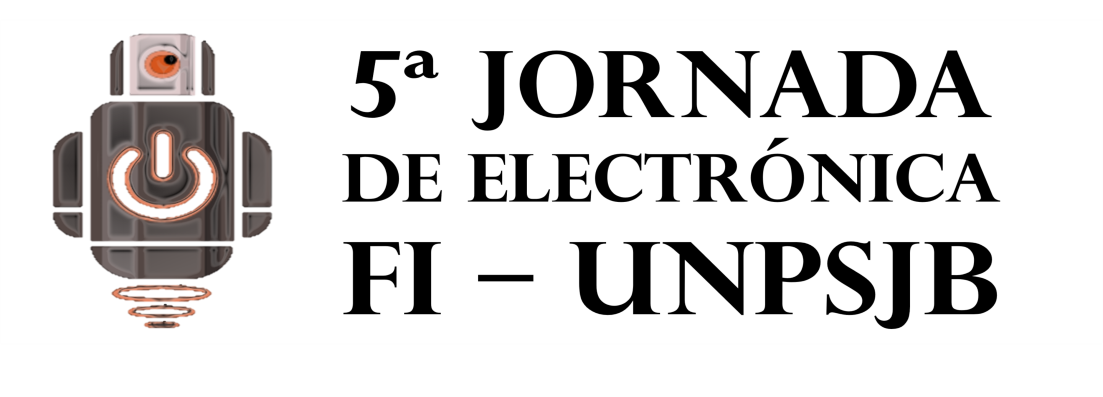 5ª JORNADA
DE ELECTRÓNICA
FI – UNPSJB